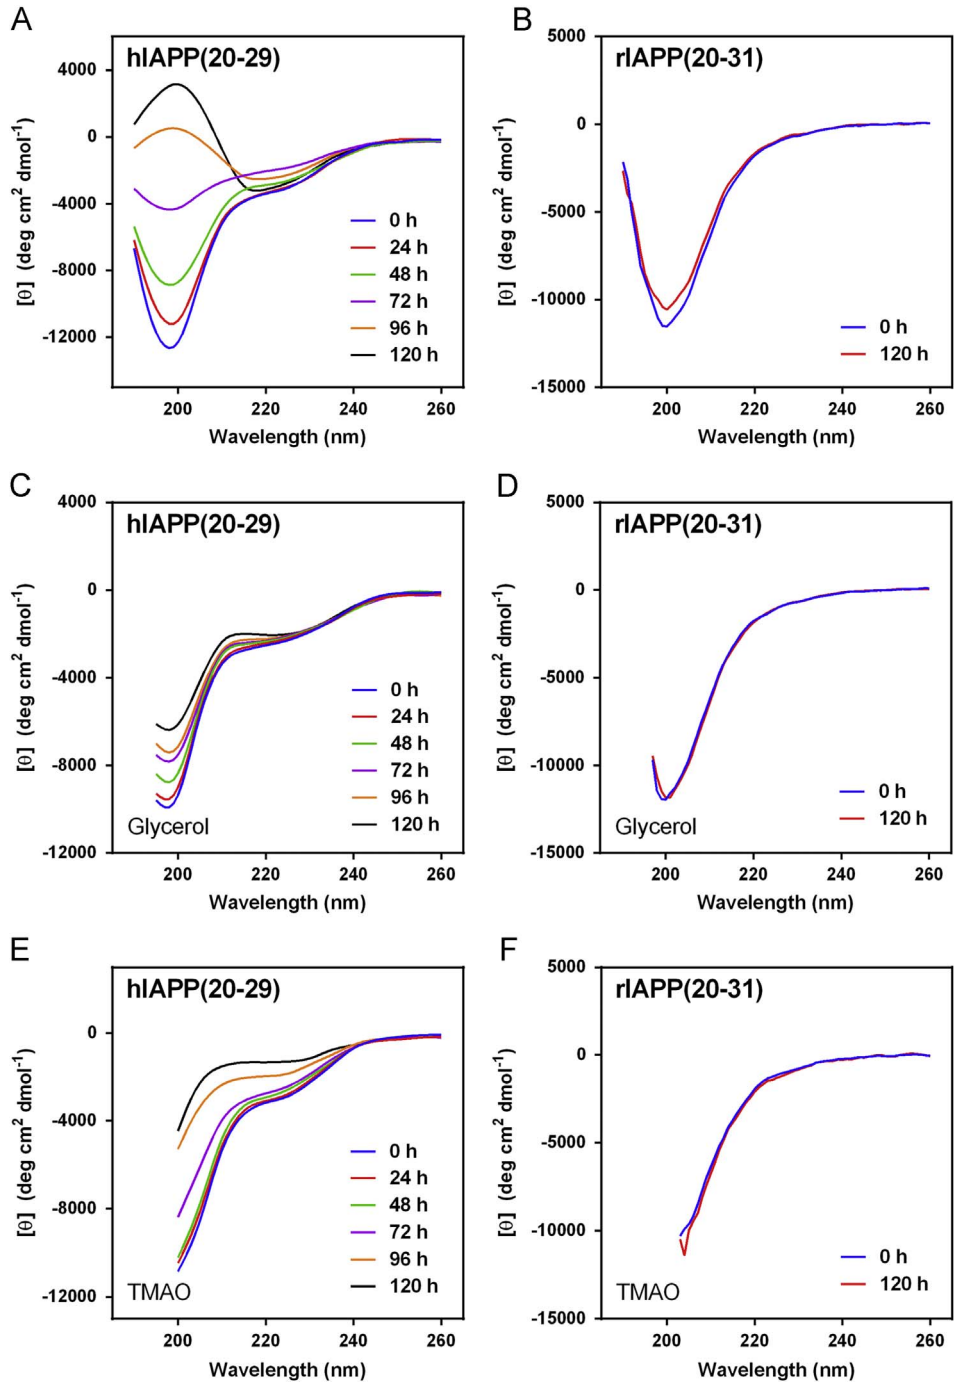 A
hIAPP(20-29)
4000
0
-4000
-8000
-12000
[θ] (deg cm² dmol⁻¹)
0 h
24 h
48 h
72 h
96 h
120 h
200 220 240 260
Wavelength (nm)
B
rIAPP(20-31)
5000
0
-5000
-10000
-15000
[θ] (deg cm² dmol⁻¹)
0 h
120 h
200 220 240 260
Wavelength (nm)
C
hIAPP(20-29)
4000
0
-4000
-8000
-12000
[θ] (deg cm² dmol⁻¹)
0 h
24 h
48 h
72 h
96 h
120 h
Glycerol
200 220 240 260
Wavelength (nm)
D
rIAPP(20-31)
5000
0
-5000
-10000
-15000
[θ] (deg cm² dmol⁻¹)
0 h
120 h
Glycerol
200 220 240 260
Wavelength (nm)
E
hIAPP(20-29)
0
-4000
-8000
-12000
[θ] (deg cm² dmol⁻¹)
0 h
24 h
48 h
72 h
96 h
120 h
TMAO
200 220 240 260
Wavelength (nm)
F
rIAPP(20-31)
5000
0
-5000
-10000
-15000
[θ] (deg cm² dmol⁻¹)
0 h
120 h
TMAO
200 220 240 260
Wavelength (nm)